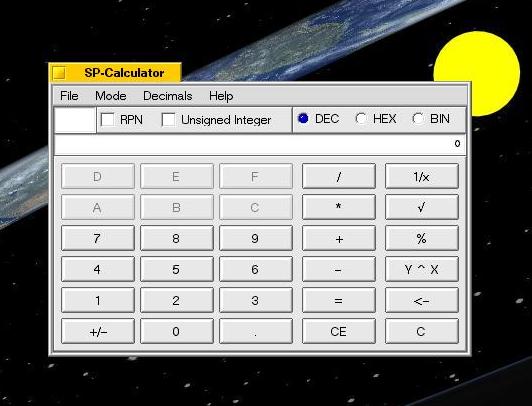 SP-Calculator
File Mode Decimals Help
RPN Unsigned Integer DEC HEX BIN
0
D E F / 1/x
A B C * √
7 8 9 + %
4 5 6 - Y ^ X
1 2 3 = <-
+/- 0 . CE C